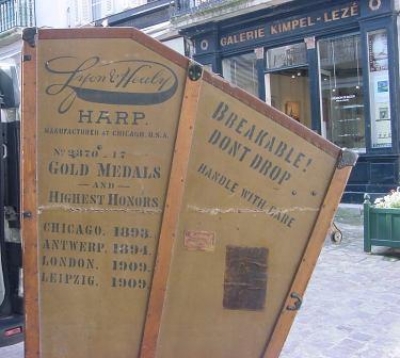 GALERIE KIMPEL-LEZÉ
Lyon & Healy
HARP.
MANUFACTURED AT CHICAGO, U.S.A.
GOLD MEDALS
— AND —
HIGHEST HONORS
CHICAGO. 1893.
ANTWERP. 1894.
LONDON. 1909.
LEIPZIG. 1909.
BREAKABLE!
DONT DROP
HANDLE WITH CARE